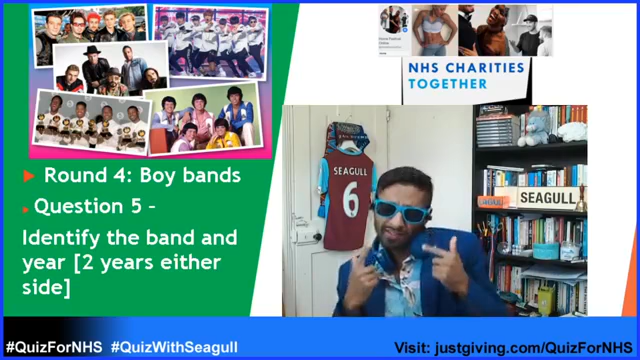 NHS CHARITIES
TOGETHER
SEAGULL
6
SEAGULL
▶ Round 4: Boy bands
• Question 5 –
Identify the band and
year [2 years either
side]
#QuizForNHS #QuizWithSeagull
Visit: justgiving.com/QuizForNHS